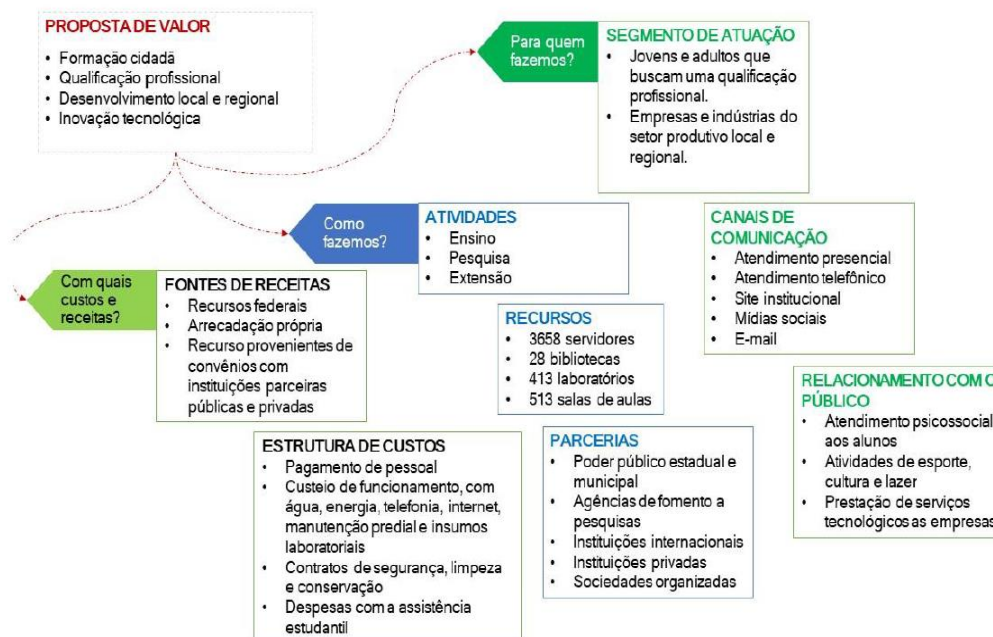 PROPOSTA DE VALOR
• Formação cidadã
• Qualificação profissional
• Desenvolvimento local e regional
• Inovação tecnológica
Para quem
fazemos?
SEGMENTO DE ATUAÇÃO
• Jovens e adultos que
buscam uma qualificação
profissional.
• Empresas e indústrias do
setor produtivo local e
regional.
Como
fazemos?
ATIVIDADES
• Ensino
• Pesquisa
• Extensão
CANAIS DE
COMUNICAÇÃO
• Atendimento presencial
• Atendimento telefônico
• Site institucional
• Mídias sociais
• E-mail
Com quais
custos e
receitas?
FONTES DE RECEITAS
• Recursos federais
• Arrecadação própria
• Recurso provenientes de
convênios com
instituições parceiras
públicas e privadas
RECURSOS
• 3658 servidores
• 28 bibliotecas
• 413 laboratórios
• 513 salas de aulas
RELACIONAMENTO COM O
PÚBLICO
• Atendimento psicossocial
aos alunos
• Atividades de esporte,
cultura e lazer
• Prestação de serviços
tecnológicos as empresas
ESTRUTURA DE CUSTOS
• Pagamento de pessoal
• Custeio de funcionamento, com
água, energia, telefonia, internet,
manutenção predial e insumos
laboratoriais
• Contratos de segurança, limpeza
e conservação
• Despesas com a assistência
estudantil
PARCERIAS
• Poder público estadual e
municipal
• Agências de fomento a
pesquisas
• Instituições internacionais
• Instituições privadas
• Sociedades organizadas